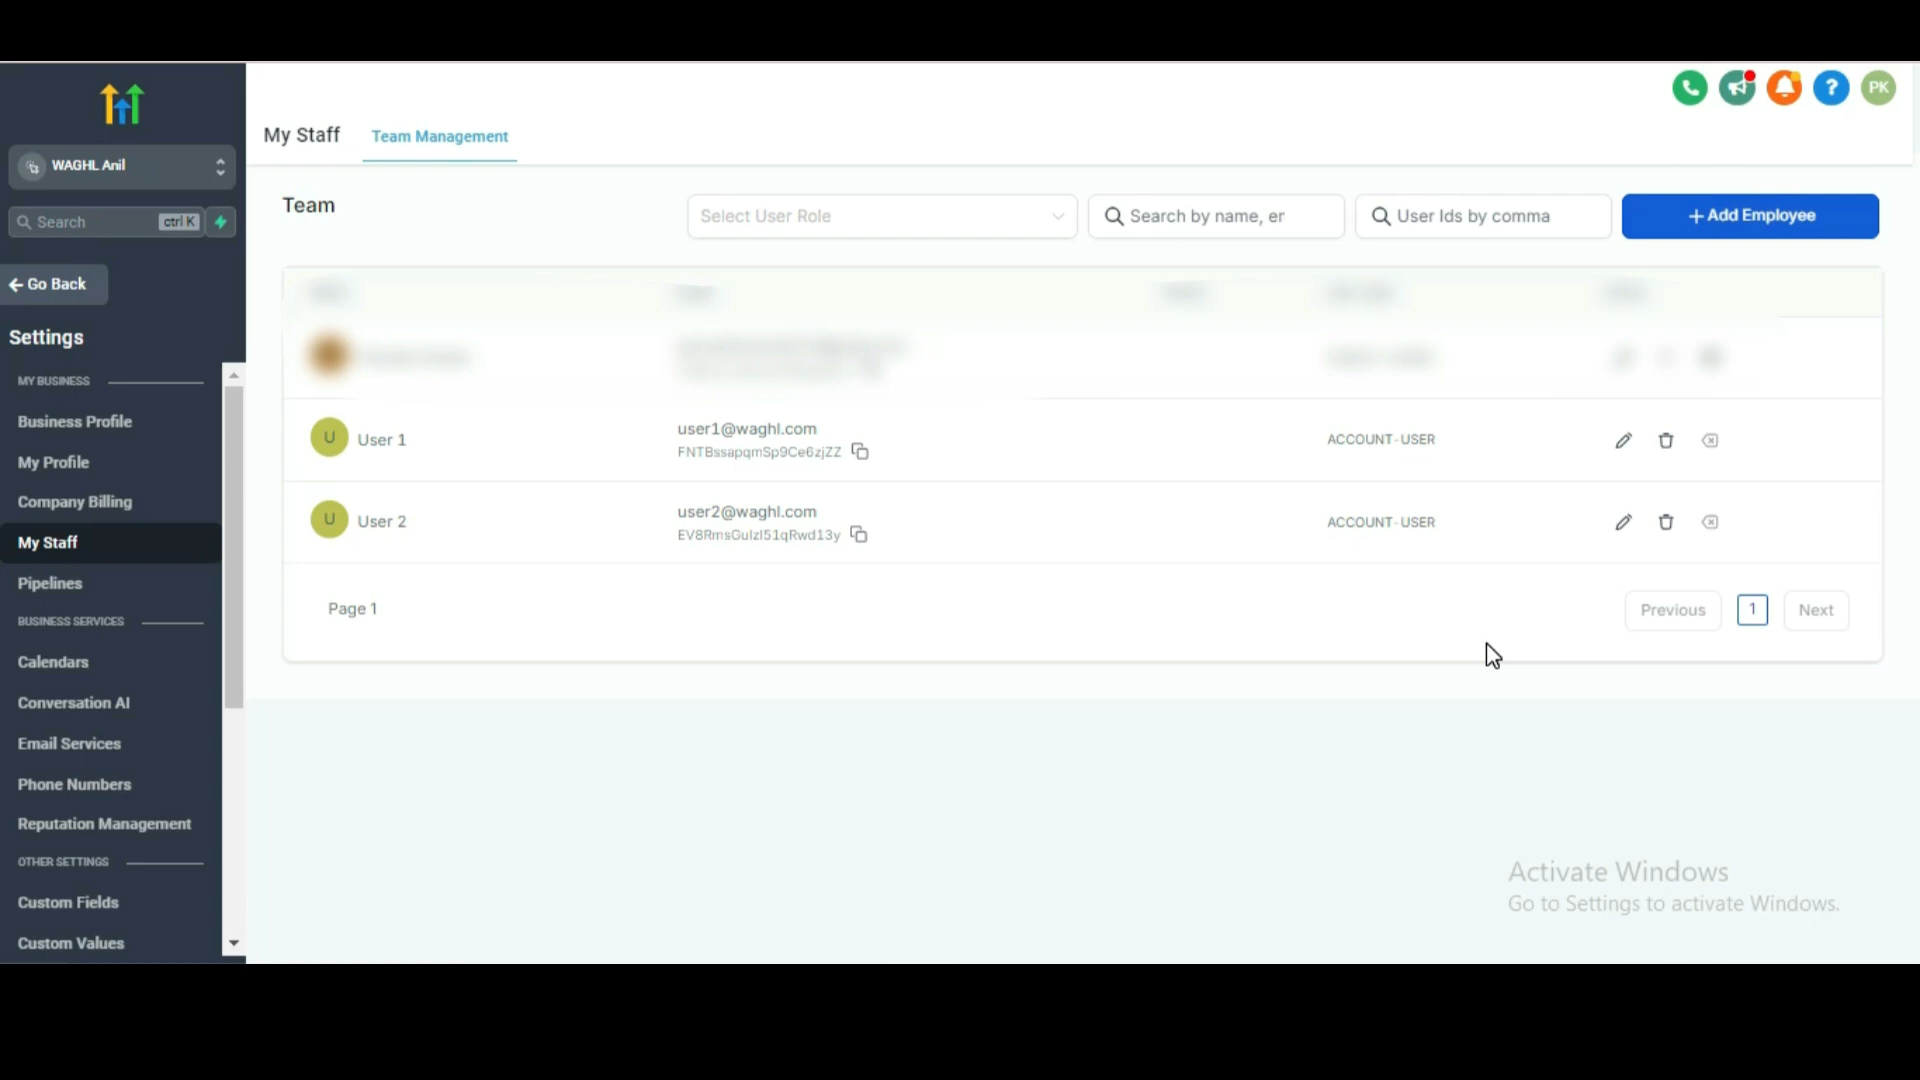 WAGHL Anil
Search ctrl K
Go Back
Settings
MY BUSINESS
Business Profile
My Profile
Company Billing
My Staff
Pipelines
BUSINESS SERVICES
Calendars
Conversation AI
Email Services
Phone Numbers
Reputation Management
OTHER SETTINGS
Custom Fields
Custom Values
My Staff Team Management
? PK
Team
Select User Role
Search by name, er
User Ids by comma
+ Add Employee
U User 1
user1@waghl.com
FNTBssapqmSp9Ce6zjZZ
ACCOUNT-USER
U User 2
user2@waghl.com
ACCOUNT-USER
Page 1
Previous 1 Next
Activate Windows
Go to Settings to activate Windows.